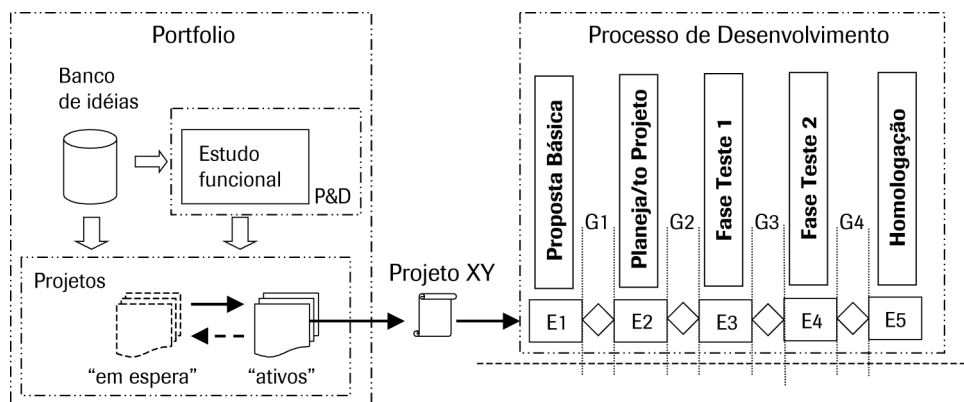 Portfolio
Banco
de idéias
Estudo
funcional
P&D
Projetos
"em espera"
"ativos"
Projeto XY
Processo de Desenvolvimento
Proposta Básica
G1
Planeja/to Projeto
G2
Fase Teste 1
G3
Fase Teste 2
G4
Homologação
E1
E2
E3
E4
E5